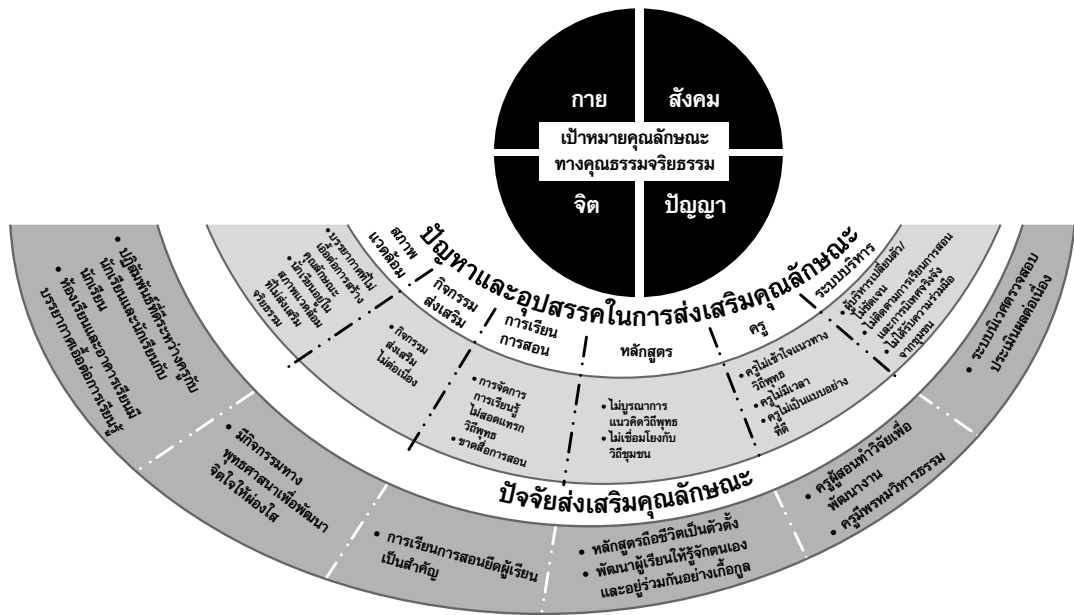 กาย
สังคม
เป้าหมายคุณลักษณะ
ทางคุณธรรมจริยธรรม
จิต
ปัญญา
ปัญหาและอุปสรรคในการส่งเสริมคุณลักษณะ
สภาพ
แวดล้อม
กิจกรรม
ส่งเสริม
การเรียน
การสอน
หลักสูตร
ครู
ระบบบริหาร
• บรรยากาศที่ไม่
เอื้อต่อการสร้าง
คุณลักษณะ
• นักเรียนอยู่ใน
สภาพแวดล้อม
ที่ไม่ส่งเสริม
จริยธรรม
• กิจกรรม
ส่งเสริม
ไม่ต่อเนื่อง
• การจัดการ
การเรียนรู้
ไม่สอดแทรก
วิถีพุทธ
• ขาดสื่อการสอน
• ไม่บูรณาการ
แนวคิดวิถีพุทธ
• ไม่เชื่อมโยงกับ
วิถีชุมชน
• ครูไม่เข้าใจแนวทาง
วิถีพุทธ
• ครูไม่มีเวลา
• ครูไม่เป็นแบบอย่าง
ที่ดี
• ผู้บริหารเปลี่ยนตัว/
ไม่ชัดเจน
• ไม่ติดตามการเรียนการสอน
และการนิเทศจริงจัง
• ไม่ได้รับความร่วมมือ
จากชุมชน
ปัจจัยส่งเสริมคุณลักษณะ
• ปฏิสัมพันธ์ที่ดีระหว่างครูกับ
นักเรียนและนักเรียนกับ
นักเรียน
• ห้องเรียนและอาคารเรียนมี
บรรยากาศเอื้อต่อการเรียนรู้
• มีกิจกรรมทาง
พุทธศาสนาเพื่อพัฒนา
จิตใจให้ผ่องใส
• การเรียนการสอนยึดผู้เรียน
เป็นสำคัญ
• หลักสูตรถือชีวิตเป็นตัวตั้ง
• พัฒนาผู้เรียนให้รู้จักตนเอง
และอยู่ร่วมกันอย่างเกื้อกูล
• ครูผู้สอนทำวิจัยเพื่อ
พัฒนางาน
• ครูมีพรหมวิหารธรรม
• ระบบนิเวศตรวจสอบ
ประเมินผลต่อเนื่อง